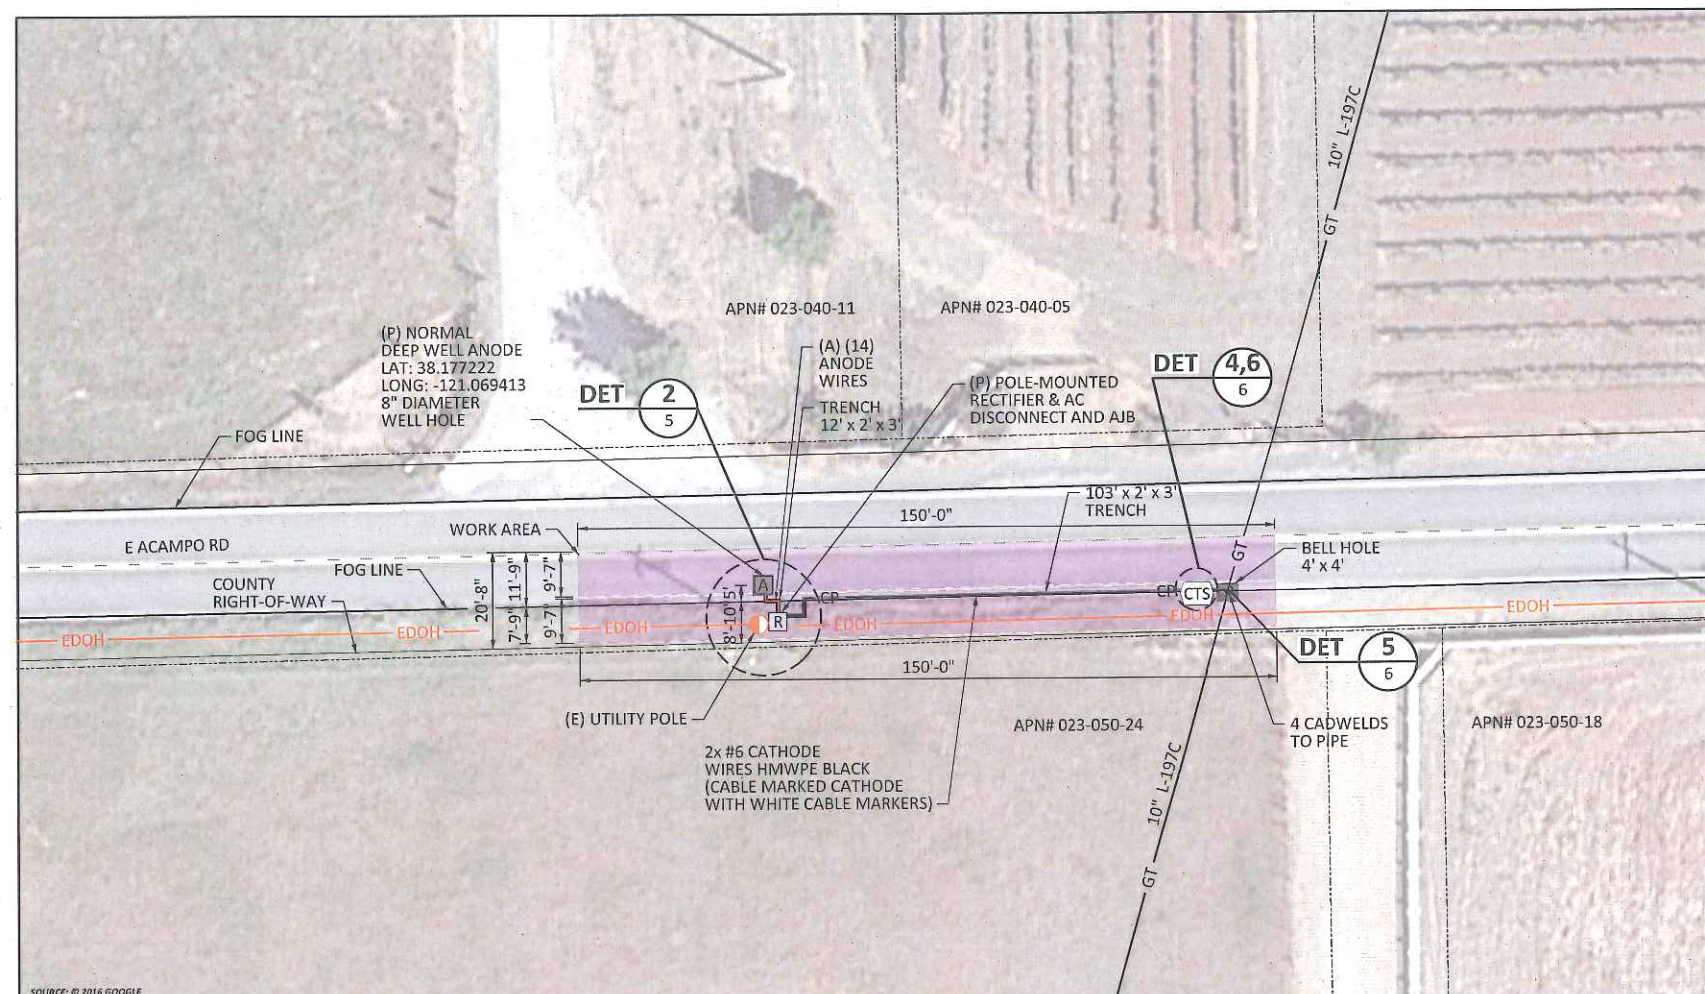 10" L-197C
GT
APN# 023-040-11
APN# 023-040-05
(P) NORMAL
DEEP WELL ANODE
LAT: 38.177222
LONG: -121.069413
8" DIAMETER
WELL HOLE
DET 2
5
(A) (14)
ANODE
WIRES
TRENCH
12' x 2' x 3'
(P) POLE-MOUNTED
RECTIFIER & AC
DISCONNECT AND AJB
DET 4,6
6
FOG LINE
103' x 2' x 3'
TRENCH
150'-0"
WORK AREA
E ACAMPO RD
GT
BELL HOLE
4' x 4'
FOG LINE
COUNTY
RIGHT-OF-WAY
20'-8"
11'-9"
7'-9"
9'-7"
9'-7"
5'
8'-10"
A
R
CP
CP
CTS
EDOH
EDOH
EDOH
EDOH
EDOH
EDOH
DET 5
6
150'-0"
(E) UTILITY POLE
APN# 023-050-24
4 CADWELDS
TO PIPE
APN# 023-050-18
2x #6 CATHODE
WIRES HMWPE BLACK
(CABLE MARKED CATHODE
WITH WHITE CABLE MARKERS)
10" L-197C
GT
SOURCE: © 2016 GOOGLE